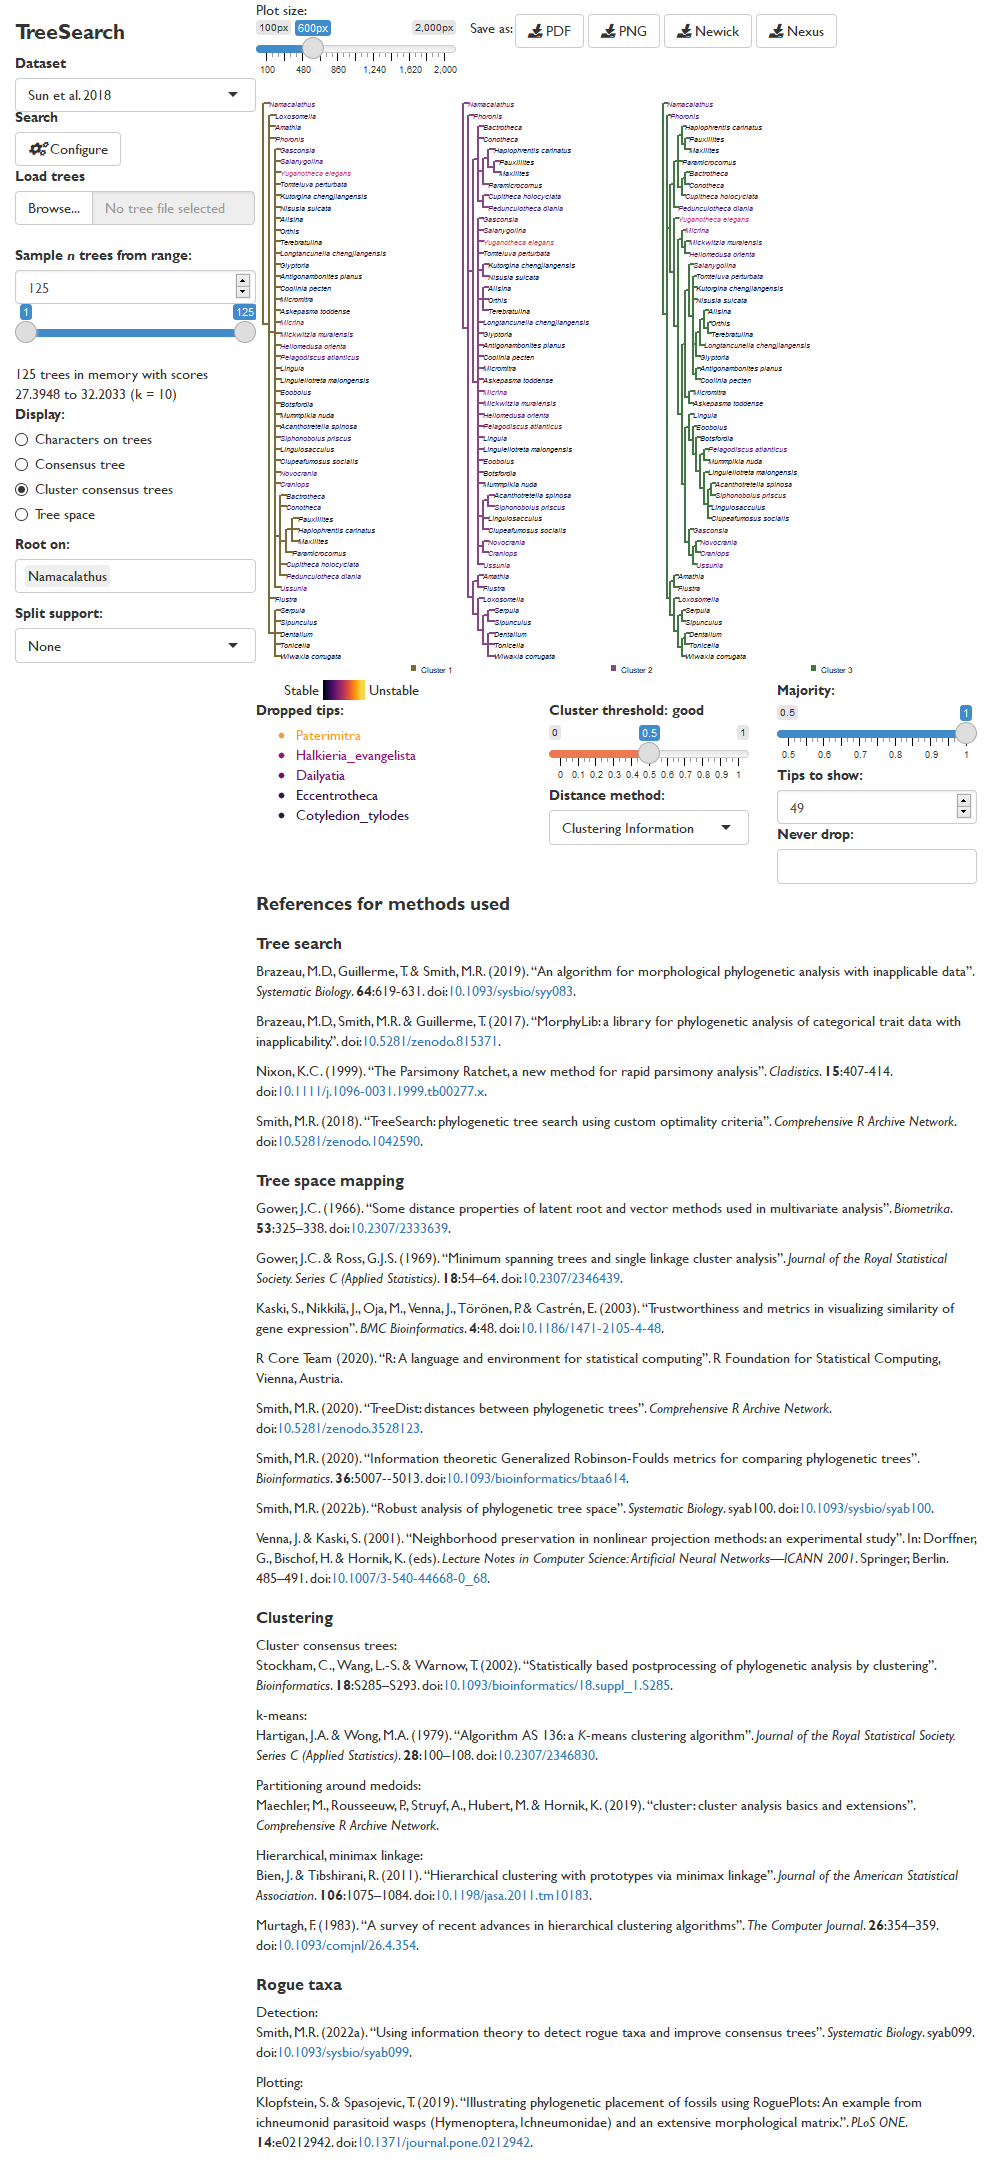 TreeSearch
Dataset
Sun et al. 2018
Search
Configure
Load trees
Browse...
No tree file selected
Sample n trees from range:
125
1
125
125 trees in memory with scores
27.3948 to 32.2033 (k = 10)
Display:
Characters on trees
Consensus tree
Cluster consensus trees
Tree space
Root on:
Namacalathus
Split support:
None
Plot size:
100px 600px 2,000px
100 480 860 1,240 1,620 2,000
Save as:
PDF
PNG
Newick
Nexus
Namacalathus
Loxosomella
Amathia
Phoronis
Gasconsia
Salanygolina
Yuganotheca elegans
Tomteluva perturbata
Kutorgina chengjiangensis
Nisusia sulcata
Alisina
Orthis
Terebratulina
Longtancunella chengjiangensis
Glyptoria
Antigonambonites planus
Coolinia pecten
Micromitra
Askepasma toddense
Micrina
Mickwitzia muralensis
Heliomedusa orienta
Pelagodiscus atlanticus
Lingula
Lingulellotreta malongensis
Eoobolus
Botsfordia
Mummpikia nuda
Acanthotretella spinosa
Siphonobolus priscus
Lingulosacculus
Clupeafumosus socialis
Novocrania
Craniops
Bactrotheca
Conotheca
Pauxillites
Haplophrentis carinatus
Maxilites
Paramicrocornus
Cupitheca holocyclata
Pedunculotheca diania
Ussunia
Flustra
Serpula
Sipunculus
Dentalium
Tonicella
Wiwaxia corrugata
Cluster 1
Namacalathus
Phoronis
Bactrotheca
Conotheca
Haplophrentis carinatus
Pauxillites
Maxilites
Paramicrocornus
Cupitheca holocyclata
Pedunculotheca diania
Gasconsia
Salanygolina
Yuganotheca elegans
Tomteluva perturbata
Kutorgina chengjiangensis
Nisusia sulcata
Alisina
Orthis
Terebratulina
Longtancunella chengjiangensis
Glyptoria
Antigonambonites planus
Coolinia pecten
Micromitra
Askepasma toddense
Micrina
Mickwitzia muralensis
Heliomedusa orienta
Pelagodiscus atlanticus
Lingula
Lingulellotreta malongensis
Eoobolus
Botsfordia
Mummpikia nuda
Acanthotretella spinosa
Siphonobolus priscus
Lingulosacculus
Clupeafumosus socialis
Novocrania
Craniops
Ussunia
Amathia
Flustra
Loxosomella
Serpula
Sipunculus
Dentalium
Tonicella
Wiwaxia corrugata
Cluster 2
Namacalathus
Phoronis
Haplophrentis carinatus
Pauxillites
Maxilites
Paramicrocornus
Bactrotheca
Conotheca
Cupitheca holocyclata
Pedunculotheca diania
Yuganotheca elegans
Micrina
Mickwitzia muralensis
Heliomedusa orienta
Salanygolina
Tomteluva perturbata
Kutorgina chengjiangensis
Nisusia sulcata
Alisina
Orthis
Terebratulina
Longtancunella chengjiangensis
Glyptoria
Antigonambonites planus
Coolinia pecten
Micromitra
Askepasma toddense
Lingula
Eoobolus
Botsfordia
Pelagodiscus atlanticus
Mummpikia nuda
Lingulellotreta malongensis
Acanthotretella spinosa
Siphonobolus priscus
Lingulosacculus
Clupeafumosus socialis
Gasconsia
Novocrania
Craniops
Ussunia
Amathia
Flustra
Loxosomella
Serpula
Sipunculus
Dentalium
Tonicella
Wiwaxia corrugata
Cluster 3
Stable Unstable
Dropped tips:
Paterimitra
Halkieria_evangelista
Dailyatia
Eccentrotheca
Cotyledion_tylodes
Cluster threshold: good
0 0.5 1
0 0.1 0.2 0.3 0.4 0.5 0.6 0.7 0.8 0.9 1
Distance method:
Clustering Information
Majority:
0.5 1
0.5 0.6 0.7 0.8 0.9 1
Tips to show:
49
Never drop:
References for methods used
Tree search
Brazeau, M.D., Guillerme, T. & Smith, M.R. (2019). “An algorithm for morphological phylogenetic analysis with inapplicable data”.
Systematic Biology. 64:619-631. doi:10.1093/sysbio/syy083.
Brazeau, M.D., Smith, M.R. & Guillerme, T. (2017). “MorphyLib: a library for phylogenetic analysis of categorical trait data with
inapplicability.”. doi:10.5281/zenodo.815371.
Nixon, K.C. (1999). “The Parsimony Ratchet, a new method for rapid parsimony analysis”. Cladistics. 15:407-414.
doi:10.1111/j.1096-0031.1999.tb00277.x.
Smith, M.R. (2018). “TreeSearch: phylogenetic tree search using custom optimality criteria”. Comprehensive R Archive Network.
doi:10.5281/zenodo.1042590.
Tree space mapping
Gower, J.C. (1966). “Some distance properties of latent root and vector methods used in multivariate analysis”. Biometrika.
53:325–338. doi:10.2307/2333639.
Gower, J.C. & Ross, G.J.S. (1969). “Minimum spanning trees and single linkage cluster analysis”. Journal of the Royal Statistical
Society. Series C (Applied Statistics). 18:54–64. doi:10.2307/2346439.
Kaski, S., Nikkilä, J., Oja, M., Venna, J., Törönen, P. & Castrén, E. (2003). “Trustworthiness and metrics in visualizing similarity of
gene expression”. BMC Bioinformatics. 4:48. doi:10.1186/1471-2105-4-48.
R Core Team (2020). “R: A language and environment for statistical computing”. R Foundation for Statistical Computing,
Vienna, Austria.
Smith, M.R. (2020). “TreeDist: distances between phylogenetic trees”. Comprehensive R Archive Network.
doi:10.5281/zenodo.3528123.
Smith, M.R. (2020). “Information theoretic Generalized Robinson-Foulds metrics for comparing phylogenetic trees”.
Bioinformatics. 36:5007--5013. doi:10.1093/bioinformatics/btaa614.
Smith, M.R. (2022b). “Robust analysis of phylogenetic tree space”. Systematic Biology. syab100. doi:10.1093/sysbio/syab100.
Venna, J. & Kaski, S. (2001). “Neighborhood preservation in nonlinear projection methods: an experimental study”. In: Dorffner,
G., Bischof, H. & Hornik, K. (eds). Lecture Notes in Computer Science: Artificial Neural Networks—ICANN 2001. Springer, Berlin.
485–491. doi:10.1007/3-540-44668-0_68.
Clustering
Cluster consensus trees:
Stockham, C., Wang, L.-S. & Warnow, T. (2002). “Statistically based postprocessing of phylogenetic analysis by clustering”.
Bioinformatics. 18:S285–S293. doi:10.1093/bioinformatics/18.suppl_1.S285.
k-means:
Hartigan, J.A. & Wong, M.A. (1979). “Algorithm AS 136: a K-means clustering algorithm”. Journal of the Royal Statistical Society.
Series C (Applied Statistics). 28:100–108. doi:10.2307/2346830.
Partitioning around medoids:
Maechler, M., Rousseeuw, P., Struyf, A., Hubert, M. & Hornik, K. (2019). “cluster: cluster analysis basics and extensions”.
Comprehensive R Archive Network.
Hierarchical, minimax linkage:
Bien, J. & Tibshirani, R. (2011). “Hierarchical clustering with prototypes via minimax linkage”. Journal of the American Statistical
Association. 106:1075–1084. doi:10.1198/jasa.2011.tm10183.
Murtagh, F. (1983). “A survey of recent advances in hierarchical clustering algorithms”. The Computer Journal. 26:354–359.
doi:10.1093/comjnl/26.4.354.
Rogue taxa
Detection:
Smith, M.R. (2022a). “Using information theory to detect rogue taxa and improve consensus trees”. Systematic Biology. syab099.
doi:10.1093/sysbio/syab099.
Plotting:
Klopfstein, S. & Spasojevic, T. (2019). “Illustrating phylogenetic placement of fossils using RoguePlots: An example from
ichneumonid parasitoid wasps (Hymenoptera, Ichneumonidae) and an extensive morphological matrix.”. PLoS ONE.
14:e0212942. doi:10.1371/journal.pone.0212942.